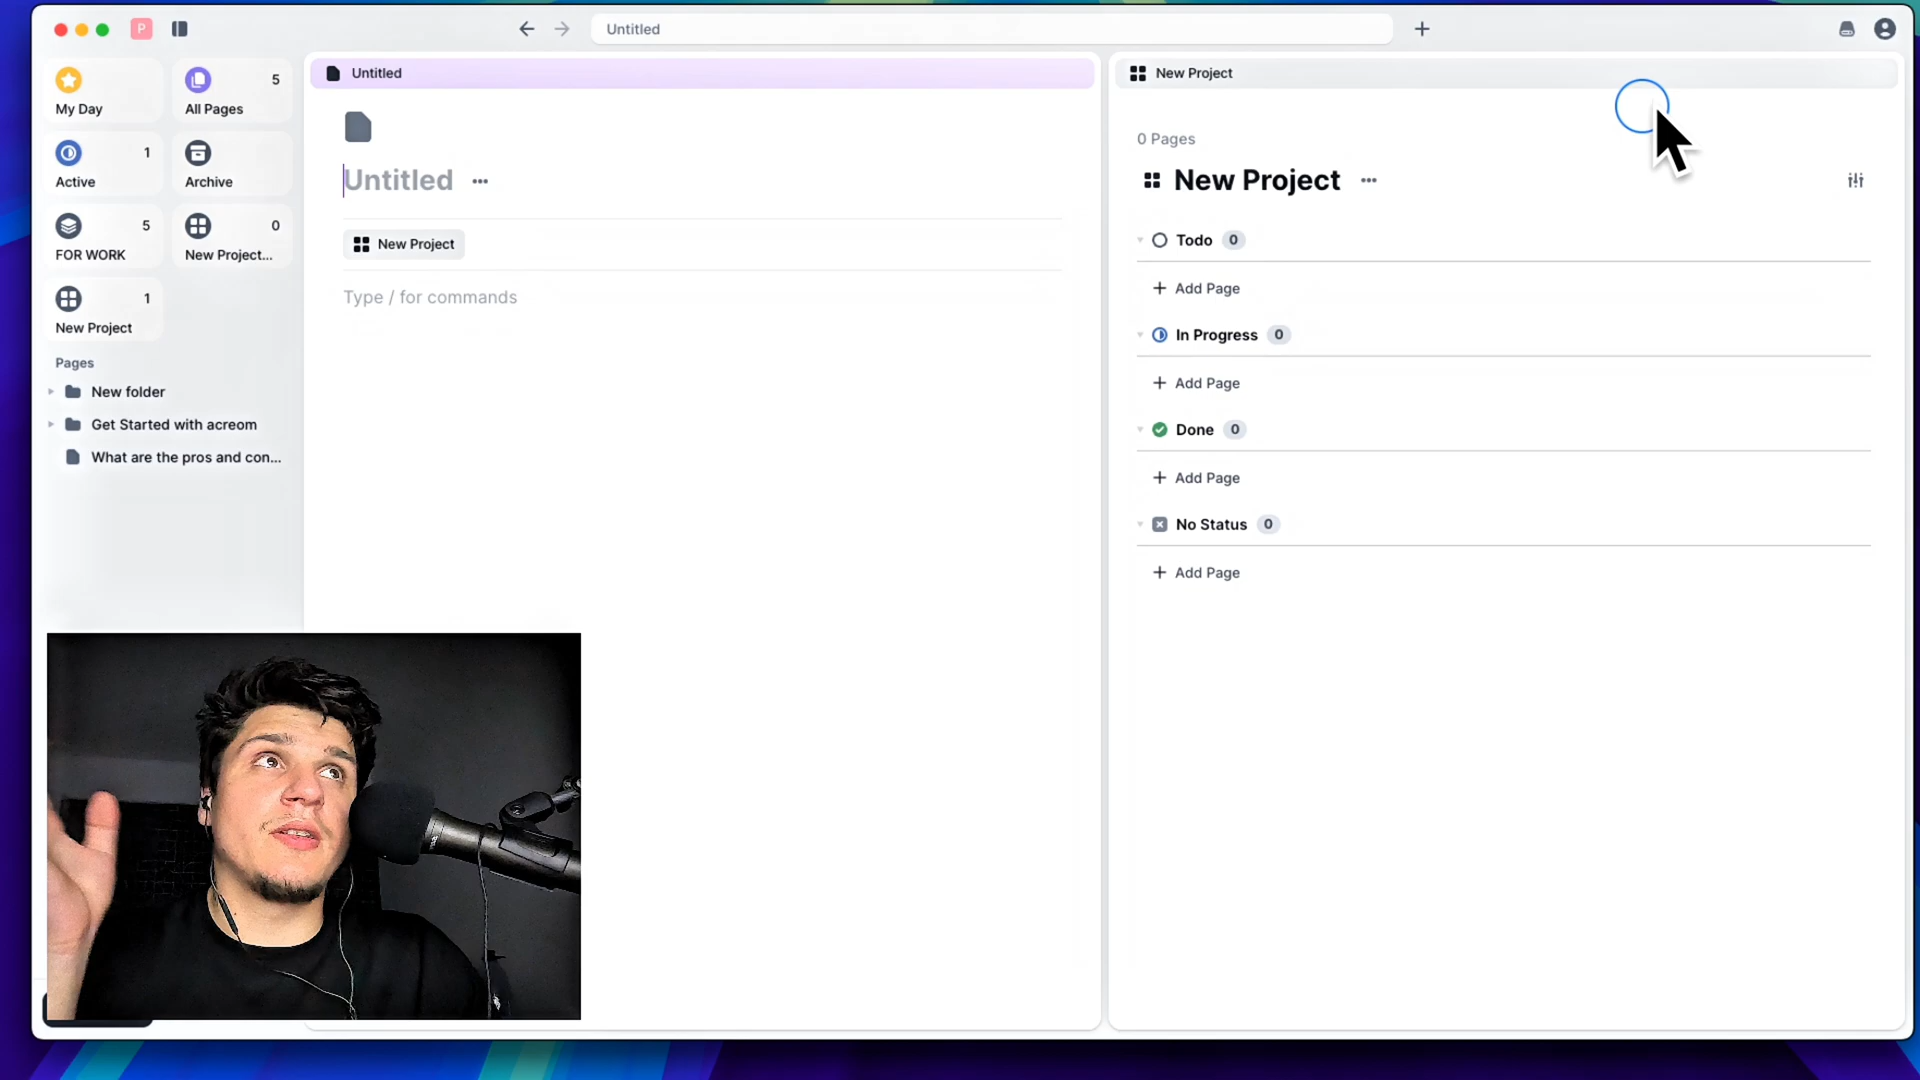 P
Untitled
My Day
All Pages
5
Active
1
Archive
FOR WORK
5
New Project...
0
New Project
1
Pages
New folder
Get Started with acreom
What are the pros and con...
Untitled
Untitled
New Project
Type / for commands
New Project
0 Pages
New Project
Todo 0
Add Page
In Progress 0
Add Page
Done 0
Add Page
No Status 0
Add Page